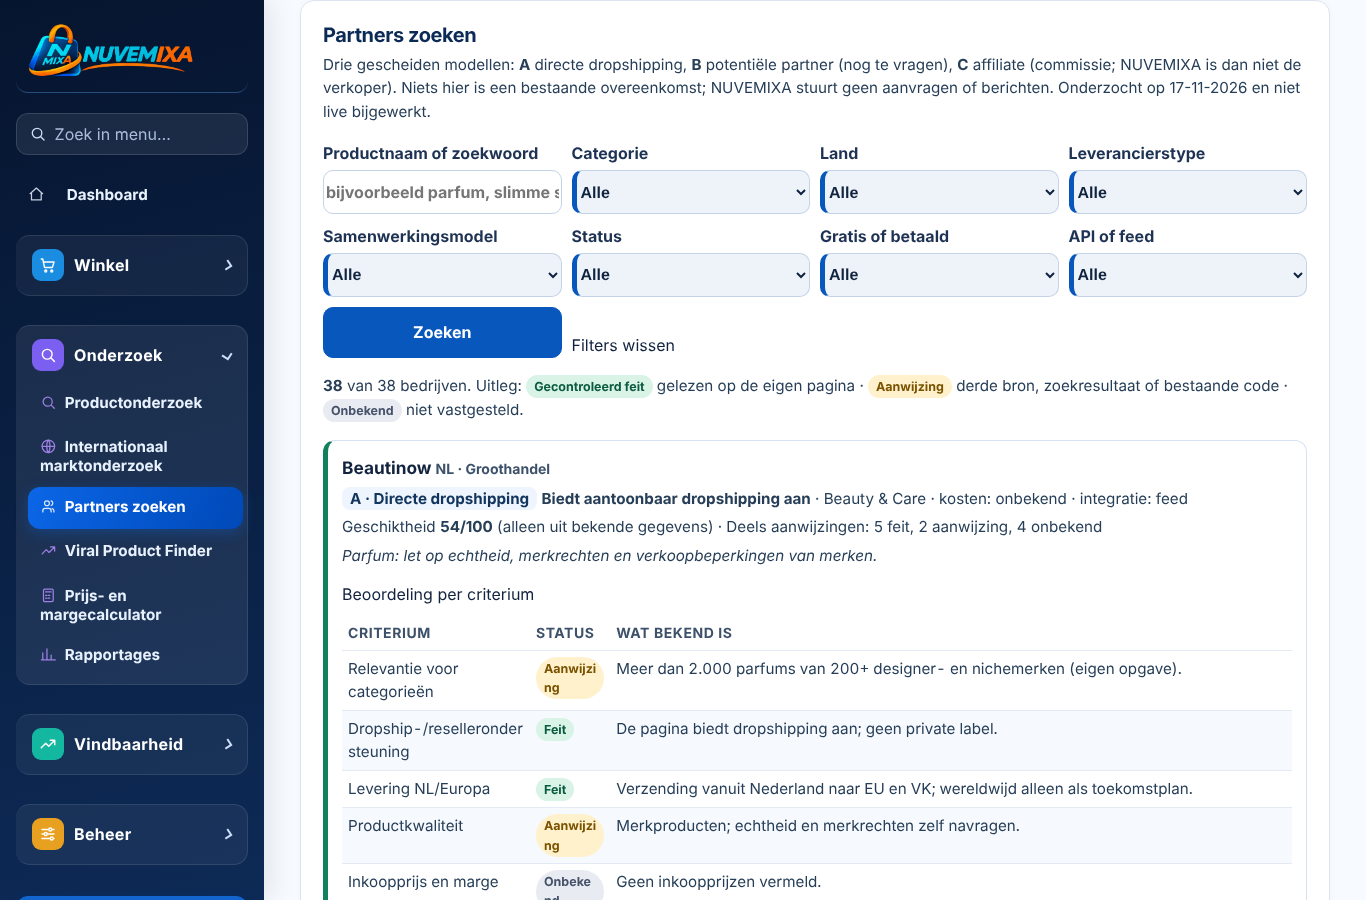 N
MIXA
NUVEMIXA
Zoek in menu...
Dashboard
Winkel
Onderzoek
Productonderzoek
Internationaal
marktonderzoek
Partners zoeken
Viral Product Finder
Prijs- en
margecalculator
Rapportages
Vindbaarheid
Beheer
Partners zoeken
Drie gescheiden modellen: A directe dropshipping, B potentiële partner (nog te vragen), C affiliate (commissie; NUVEMIXA is dan niet de
verkoper). Niets hier is een bestaande overeenkomst; NUVEMIXA stuurt geen aanvragen of berichten. Onderzocht op 17-11-2026 en niet
live bijgewerkt.
Productnaam of zoekwoord Categorie Land Leverancierstype
bijvoorbeeld parfum, slimme s Alle Alle Alle
Samenwerkingsmodel Status Gratis of betaald API of feed
Alle Alle Alle Alle
Zoeken Filters wissen
38 van 38 bedrijven. Uitleg: Gecontroleerd feit gelezen op de eigen pagina · Aanwijzing derde bron, zoekresultaat of bestaande code ·
Onbekend niet vastgesteld.
Beautinow NL · Groothandel
A · Directe dropshipping Biedt aantoonbaar dropshipping aan · Beauty & Care · kosten: onbekend · integratie: feed
Geschiktheid 54/100 (alleen uit bekende gegevens) · Deels aanwijzingen: 5 feit, 2 aanwijzing, 4 onbekend
Parfum: let op echtheid, merkrechten en verkoopbeperkingen van merken.
Beoordeling per criterium
CRITERIUM STATUS WAT BEKEND IS
Relevantie voor
categorieën
Aanwijzi
ng
Meer dan 2.000 parfums van 200+ designer- en nichemerken (eigen opgave).
Dropship-/reselleronder
steuning
Feit
De pagina biedt dropshipping aan; geen private label.
Levering NL/Europa Feit Verzending vanuit Nederland naar EU en VK; wereldwijd alleen als toekomstplan.
Productkwaliteit
Aanwijzi
ng
Merkproducten; echtheid en merkrechten zelf navragen.
Inkoopprijs en marge
Onbeke
nd
Geen inkoopprijzen vermeld.